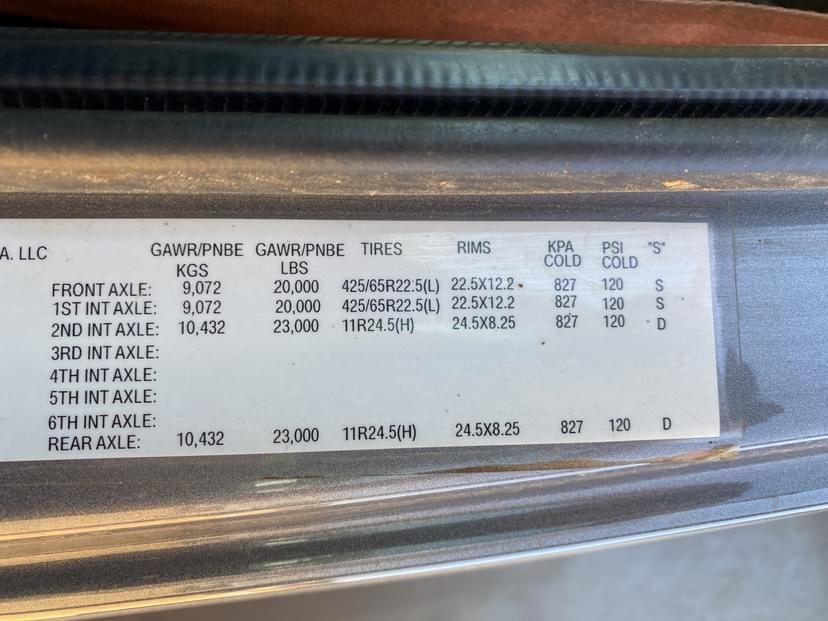 A. LLC GAWR/PNBE GAWR/PNBE TIRES RIMS KPA PSI "S"
KGS LBS COLD COLD
FRONT AXLE: 9,072 20,000 425/65R22.5(L) 22.5X12.2 827 120 S
1ST INT AXLE: 9,072 20,000 425/65R22.5(L) 22.5X12.2 827 120 S
2ND INT AXLE: 10,432 23,000 11R24.5(H) 24.5X8.25 827 120 D
3RD INT AXLE:
4TH INT AXLE:
5TH INT AXLE:
6TH INT AXLE:
REAR AXLE: 10,432 23,000 11R24.5(H) 24.5X8.25 827 120 D